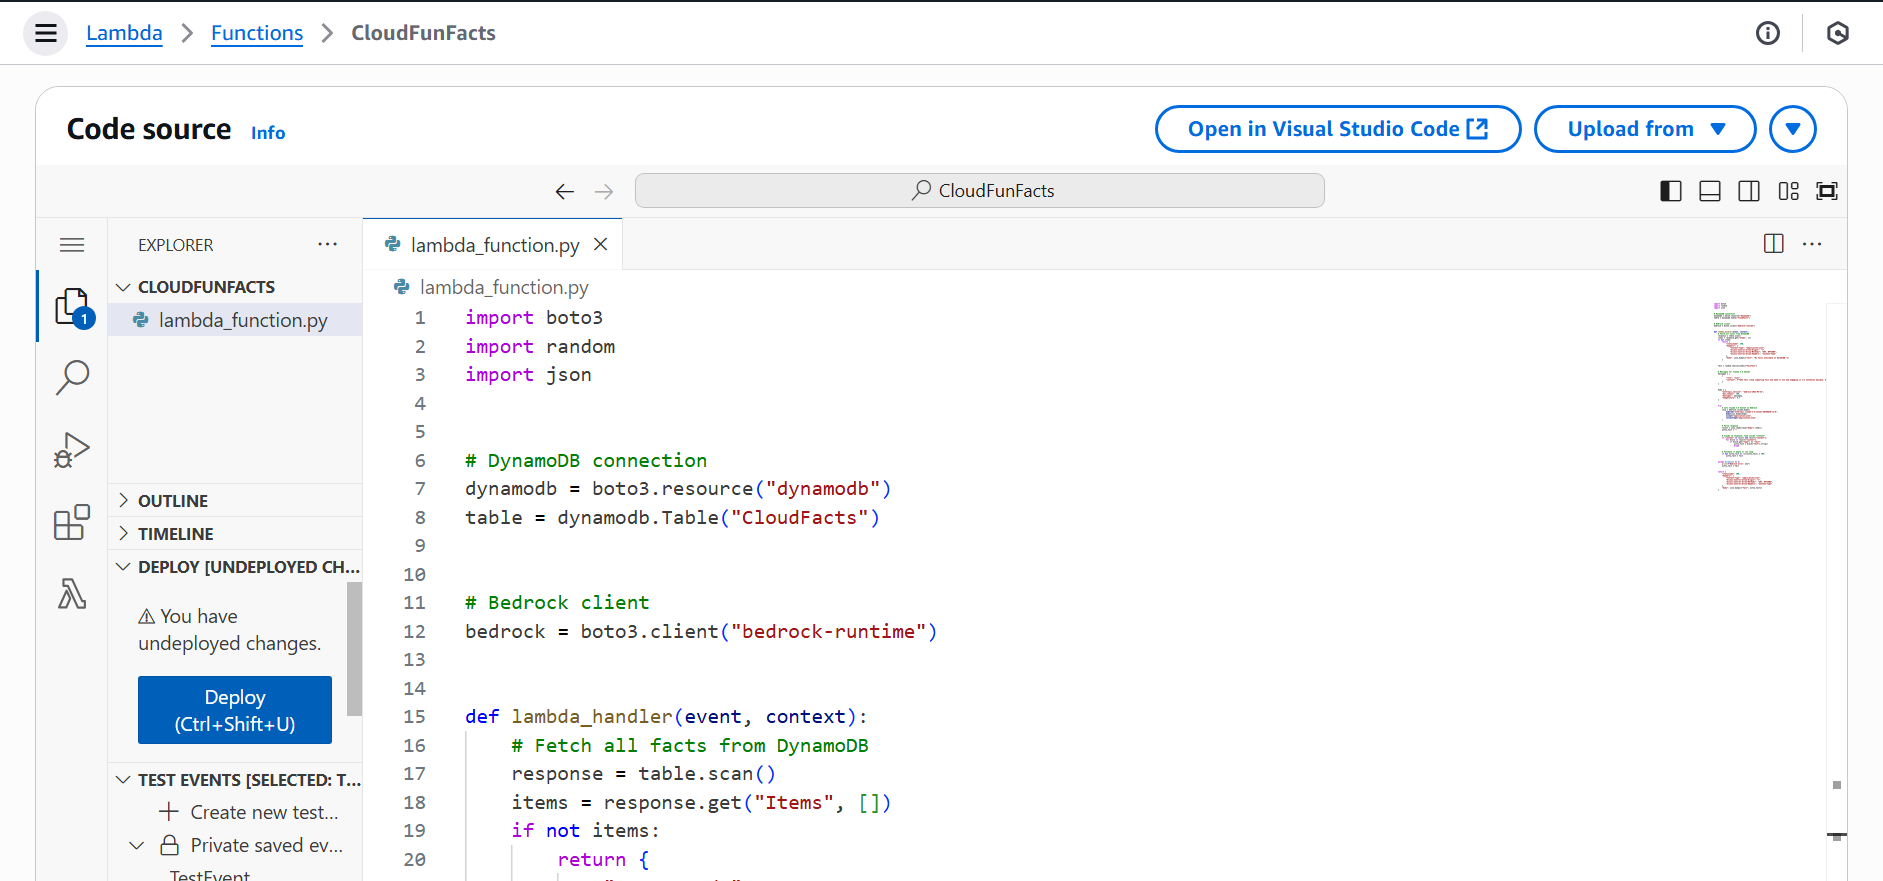 Lambda > Functions > CloudFunFacts
Code source Info
Open in Visual Studio Code
Upload from
CloudFunFacts
EXPLORER
lambda_function.py
CLOUDFUNFACTS
lambda_function.py
1
OUTLINE
TIMELINE
DEPLOY [UNDEPLOYED CH...
You have
undeployed changes.
Deploy
(Ctrl+Shift+U)
TEST EVENTS [SELECTED: T...
Create new test...
Private saved ev...
TestEvent
lambda_function.py
1 import boto3
2 import random
3 import json
4
5
6 # DynamoDB connection
7 dynamodb = boto3.resource("dynamodb")
8 table = dynamodb.Table("CloudFacts")
9
10
11 # Bedrock client
12 bedrock = boto3.client("bedrock-runtime")
13
14
15 def lambda_handler(event, context):
16 # Fetch all facts from DynamoDB
17 response = table.scan()
18 items = response.get("Items", [])
19 if not items:
20 return {